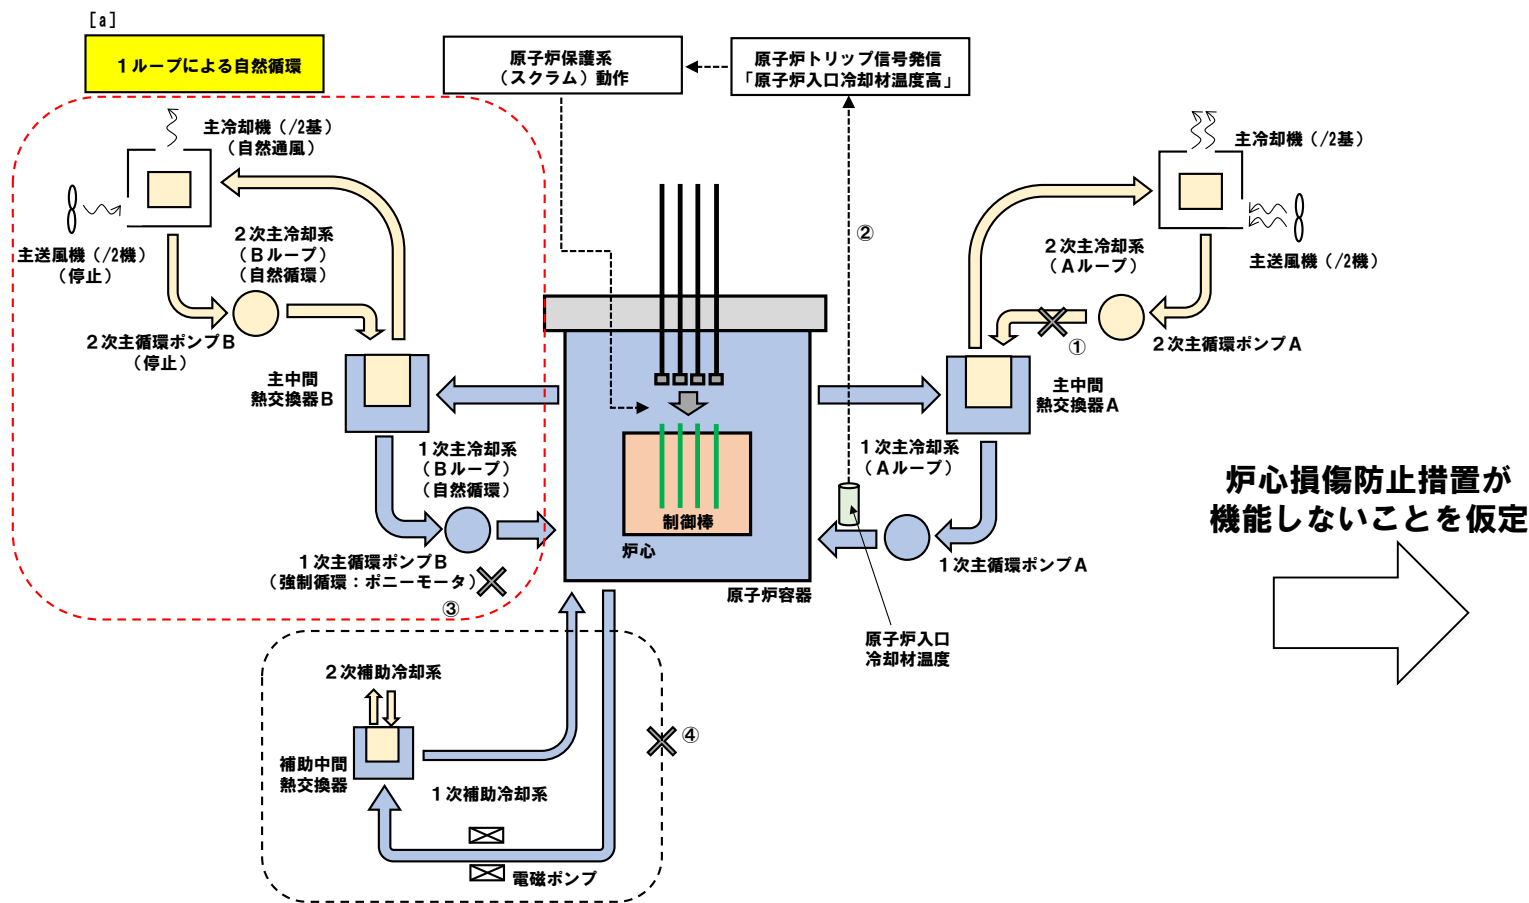 [a]
１ループによる自然循環
原子炉保護系
（スクラム）動作
原子炉トリップ信号発信
「原子炉入口冷却材温度高」
主冷却機（/2基）
（自然通風）
主送風機（/2機）
（停止）
２次主冷却系
（Ｂループ）
（自然循環）
２次主循環ポンプＢ
（停止）
主中間
熱交換器Ｂ
１次主冷却系
（Ｂループ）
（自然循環）
１次主循環ポンプＢ
（強制循環：ポニーモータ）
③
制御棒
炉心
原子炉容器
②
主冷却機（/2基）
主送風機（/2機）
２次主冷却系
（Ａループ）
①
２次主循環ポンプＡ
主中間
熱交換器Ａ
１次主冷却系
（Ａループ）
１次主循環ポンプＡ
原子炉入口
冷却材温度
２次補助冷却系
④
補助中間
熱交換器
１次補助冷却系
電磁ポンプ
炉心損傷防止措置が
機能しないことを仮定